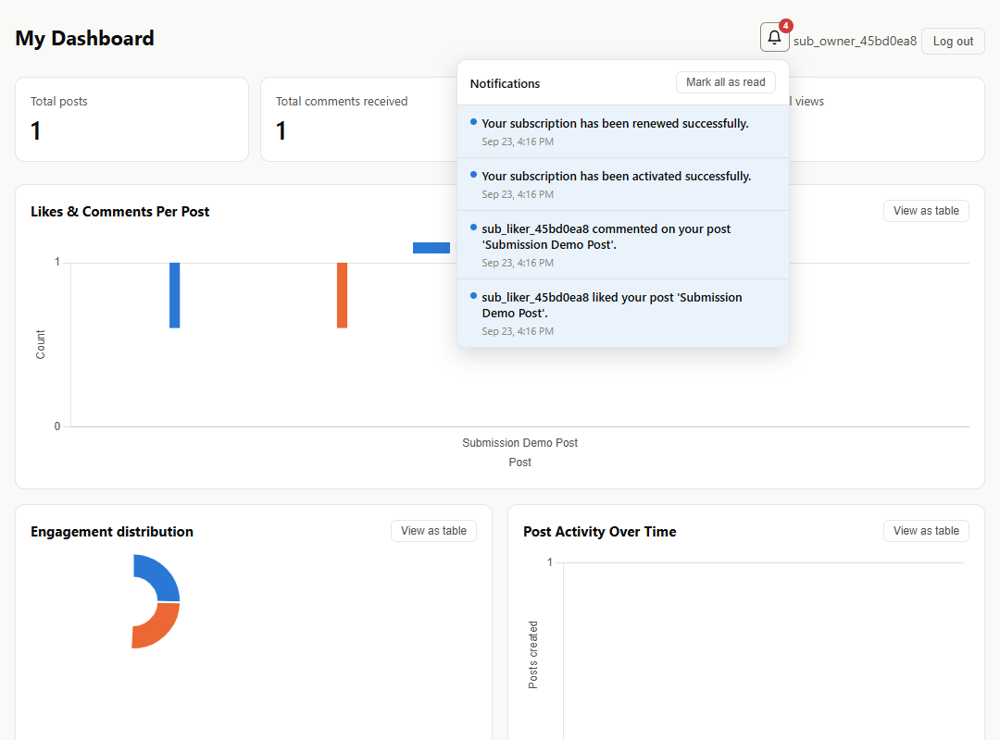 My Dashboard
4
sub_owner_45bd0ea8
Log out
Total posts
1
Total comments received
1
views
Notifications
Mark all as read
Your subscription has been renewed successfully.
Sep 23, 4:16 PM
Your subscription has been activated successfully.
Sep 23, 4:16 PM
sub_liker_45bd0ea8 commented on your post
'Submission Demo Post'.
Sep 23, 4:16 PM
sub_liker_45bd0ea8 liked your post 'Submission
Demo Post'.
Sep 23, 4:16 PM
Likes & Comments Per Post
View as table
1
Count
0
Submission Demo Post
Post
Engagement distribution
View as table
Post Activity Over Time
View as table
1
Posts created